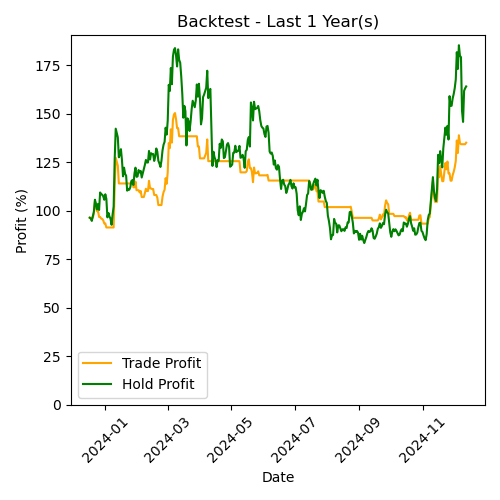 Backtest - Last 1 Year(s)
Profit (%)
175
150
125
100
75
50
25
0
Trade Profit
Hold Profit
2024-01
2024-03
2024-05
2024-07
2024-09
2024-11
Date